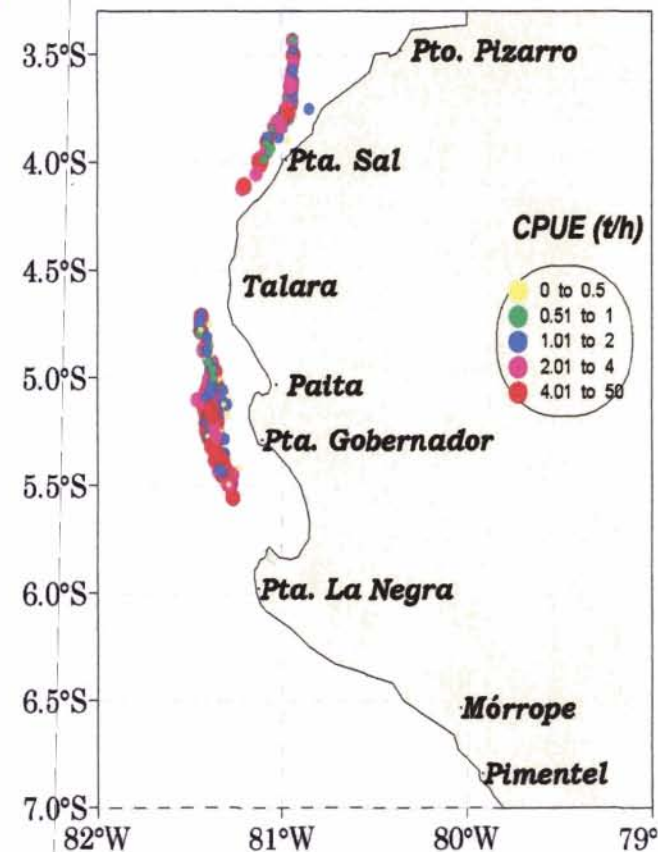 3.5°S
Pto. Pizarro
4.0°S
Pta. Sal
CPUE (t/h)
4.5°S
Talara
0 to 0.5
0.51 to 1
1.01 to 2
2.01 to 4
4.01 to 50
5.0°S
Paita
Pta. Gobernador
5.5°S
6.0°S
Pta. La Negra
6.5°S
Mórrope
Pimentel
7.0°S
82°W 81°W 80°W 79°